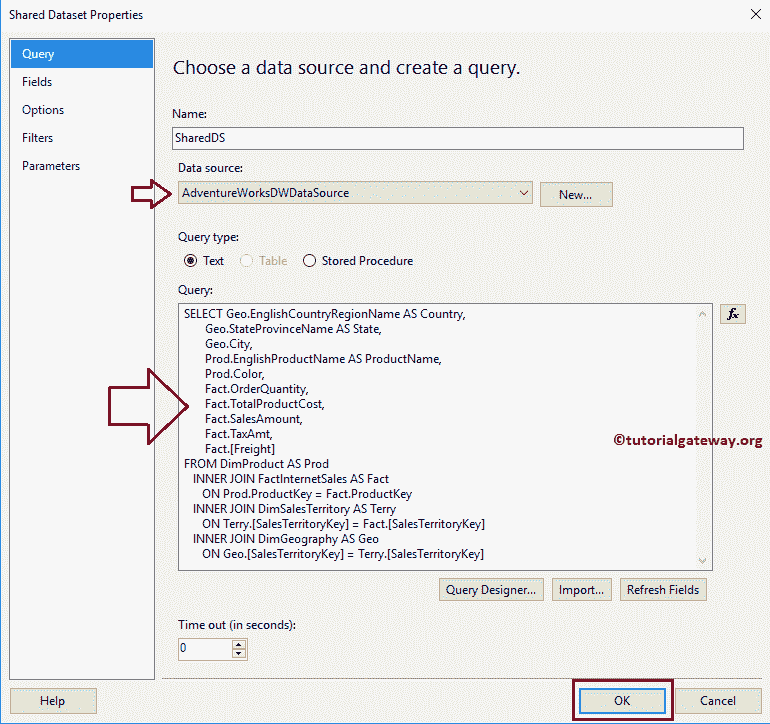 Shared Dataset Properties
Query
Fields
Options
Filters
Parameters
Choose a data source and create a query.
Name:
SharedDS
Data source:
AdventureWorksDWDataSource
New...
Query type:
Text
Table
Stored Procedure
Query:
SELECT Geo.EnglishCountryRegionName AS Country,
Geo.StateProvinceName AS State,
Geo.City,
Prod.EnglishProductName AS ProductName,
Prod.Color,
Fact.OrderQuantity,
Fact.TotalProductCost,
Fact.SalesAmount,
Fact.TaxAmt,
Fact.[Freight]
FROM DimProduct AS Prod
INNER JOIN FactInternetSales AS Fact
ON Prod.ProductKey = Fact.ProductKey
INNER JOIN DimSalesTerritory AS Terry
ON Terry.[SalesTerritoryKey] = Fact.[SalesTerritoryKey]
INNER JOIN DimGeography AS Geo
ON Geo.[SalesTerritoryKey] = Terry.[SalesTerritoryKey]
fx
©tutorialgateway.org
Query Designer...
Import...
Refresh Fields
Time out (in seconds):
0
Help
OK
Cancel